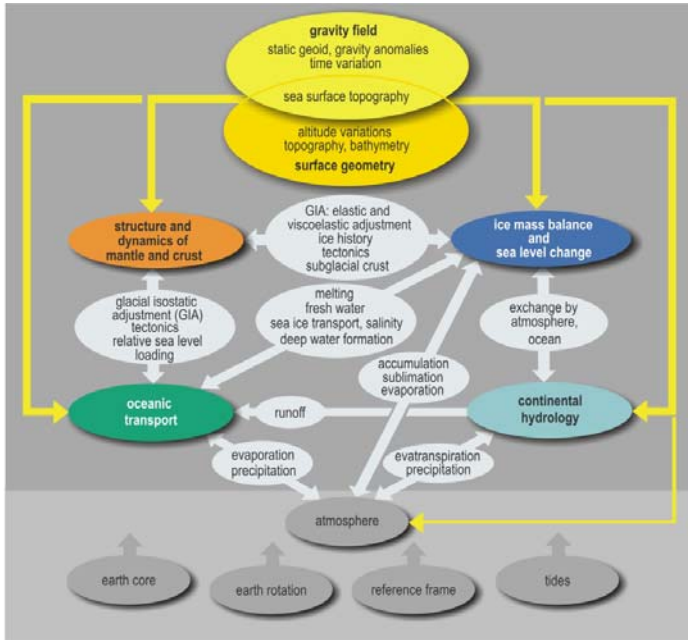 gravity field
static geoid, gravity anomalies
time variation
sea surface topography
altitude variations
topography, bathymetry
surface geometry
structure and
dynamics of
mantle and crust
GIA: elastic and
viscoelastic adjustment
ice history
tectonics
subglacial crust
ice mass balance
and
sea level change
glacial isostatic
adjustment (GIA)
tectonics
relative sea level
loading
melting
fresh water
sea ice transport, salinity
deep water formation
exchange by
atmosphere,
ocean
accumulation
sublimation
evaporation
oceanic
transport
runoff
continental
hydrology
evaporation
precipitation
evatranspiration
precipitation
atmosphere
earth core
earth rotation
reference frame
tides